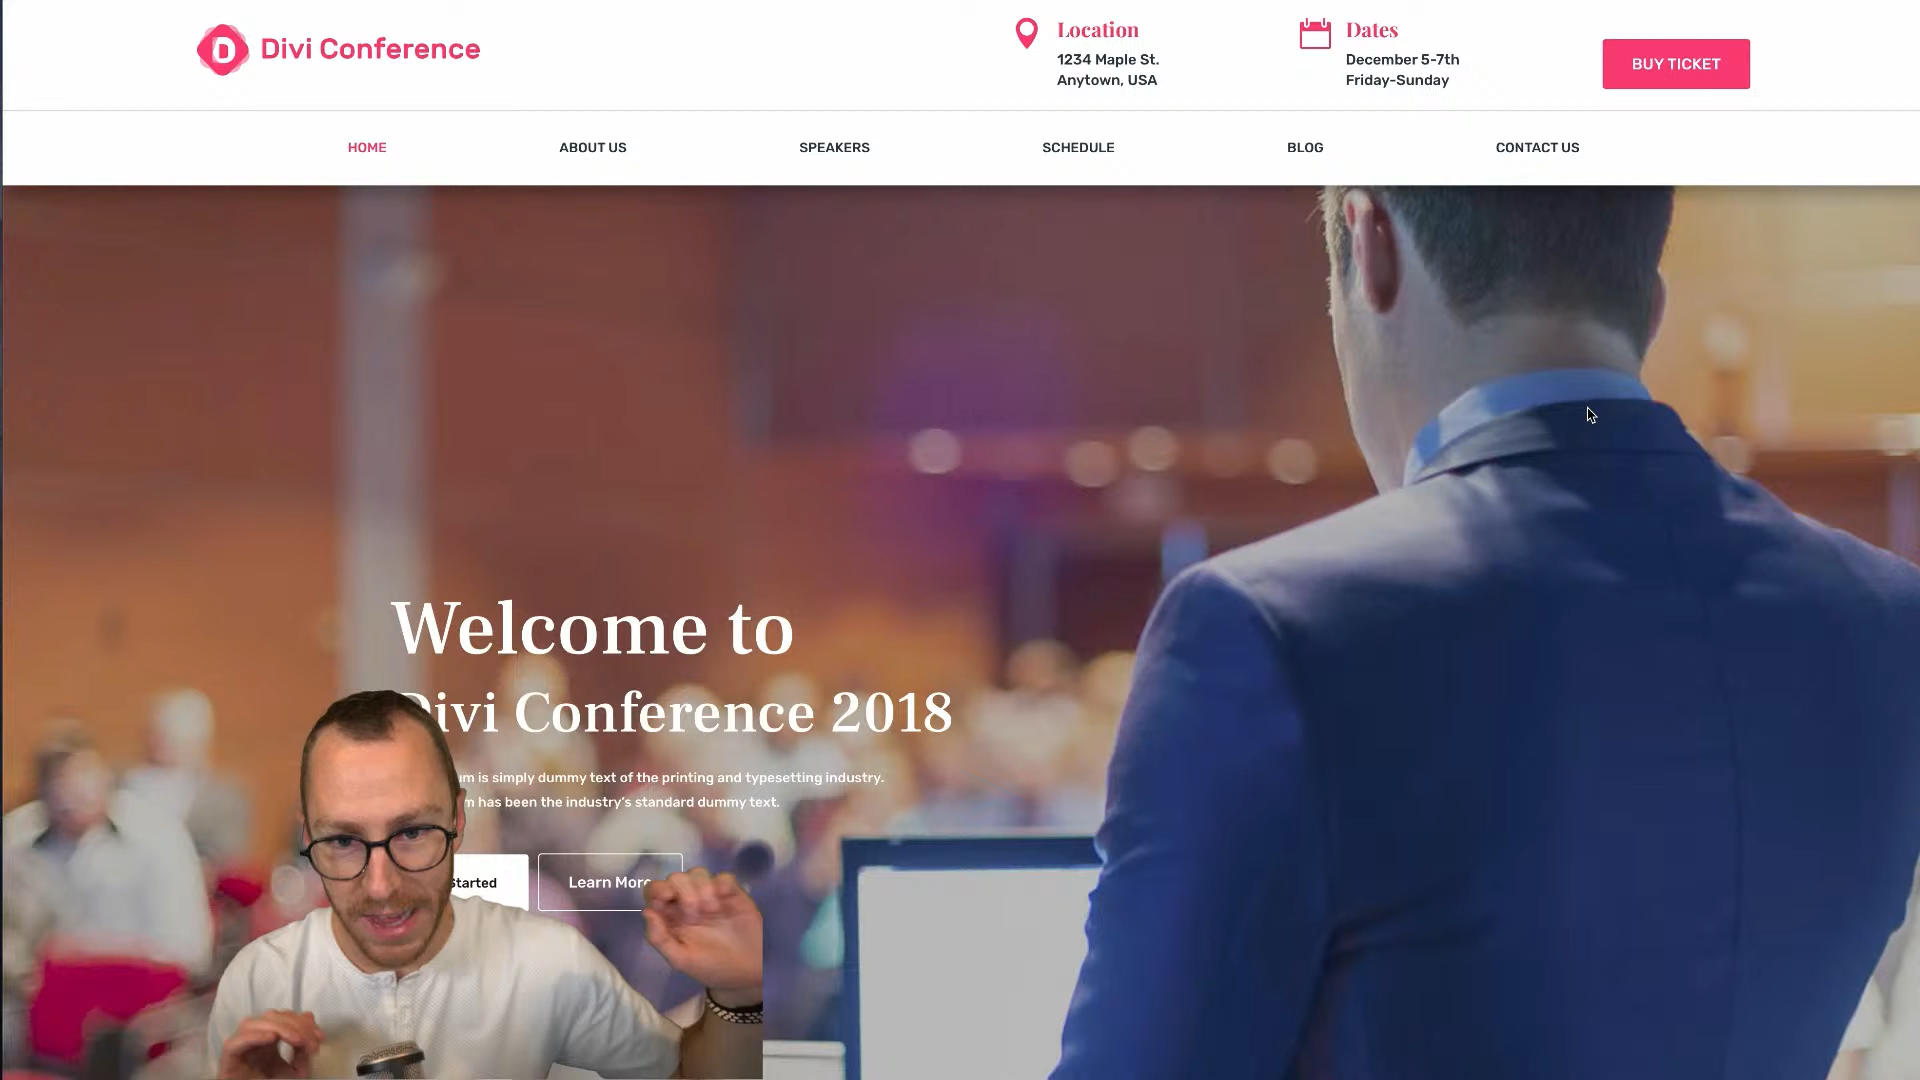 Divi Conference
Location
1234 Maple St.
Anytown, USA
Dates
December 5-7th
Friday-Sunday
BUY TICKET
HOME
ABOUT US
SPEAKERS
SCHEDULE
BLOG
CONTACT US
Welcome to
Divi Conference 2018
is simply dummy text of the printing and typesetting industry.
has been the industry's standard dummy text.
Started
Learn More